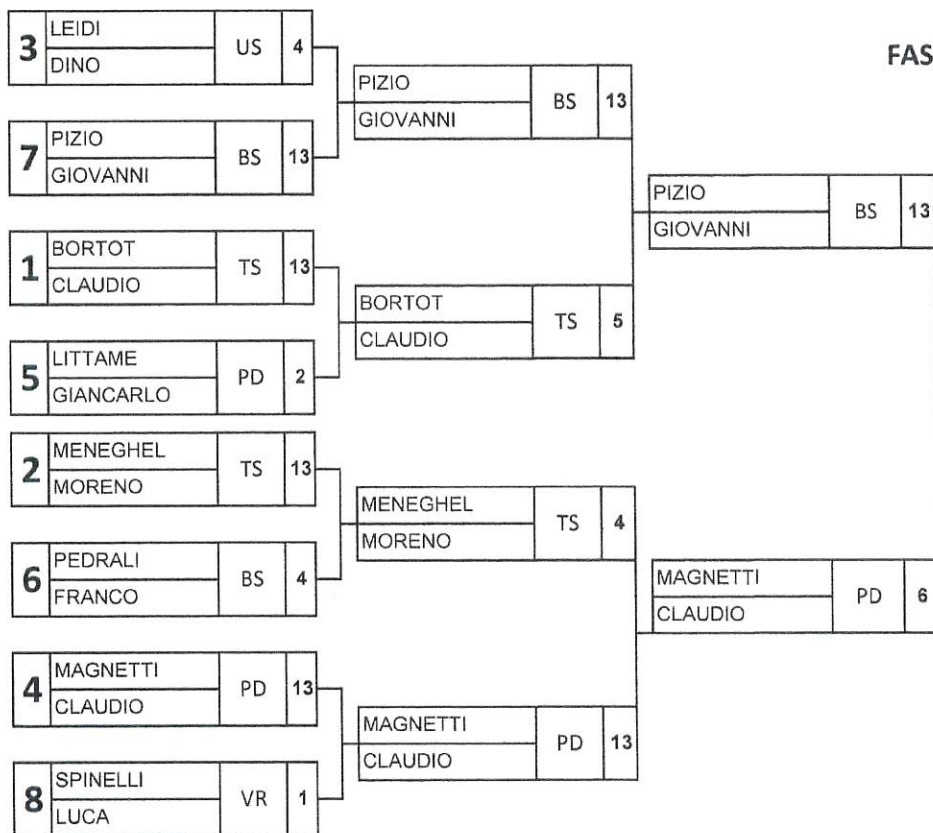 3 LEIDI US 4
DINO
7 PIZIO BS 13
GIOVANNI
1 BORTOT TS 13
CLAUDIO
5 LITTAME PD 2
GIANCARLO
2 MENEGHEL TS 13
MORENO
6 PEDRALI BS 4
FRANCO
4 MAGNETTI PD 13
CLAUDIO
8 SPINELLI VR 1
LUCA
PIZIO BS 13
GIOVANNI
BORTOT TS 5
CLAUDIO
MENEGHEL TS 4
MORENO
MAGNETTI PD 13
CLAUDIO
FAS
PIZIO BS 13
GIOVANNI
MAGNETTI PD 6
CLAUDIO